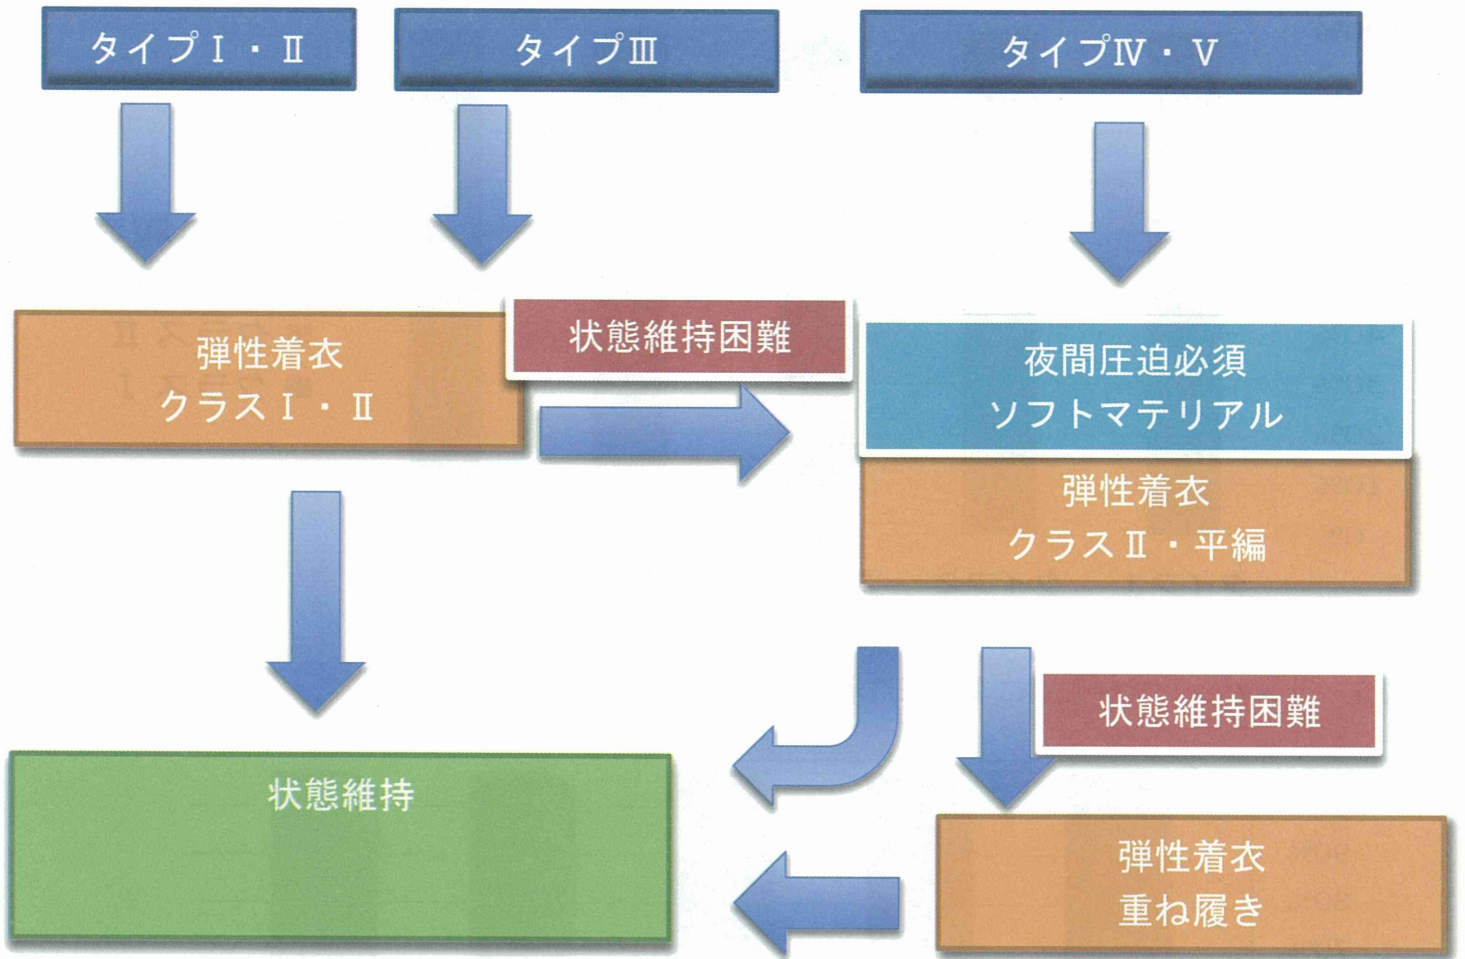 タイプⅠ・Ⅱ
タイプⅢ
タイプⅣ・Ⅴ
弾性着衣
クラスⅠ・Ⅱ
状態維持困難
夜間圧迫必須
ソフトマテリアル
弾性着衣
クラスⅡ・平編
状態維持困難
状態維持
弾性着衣
重ね履き